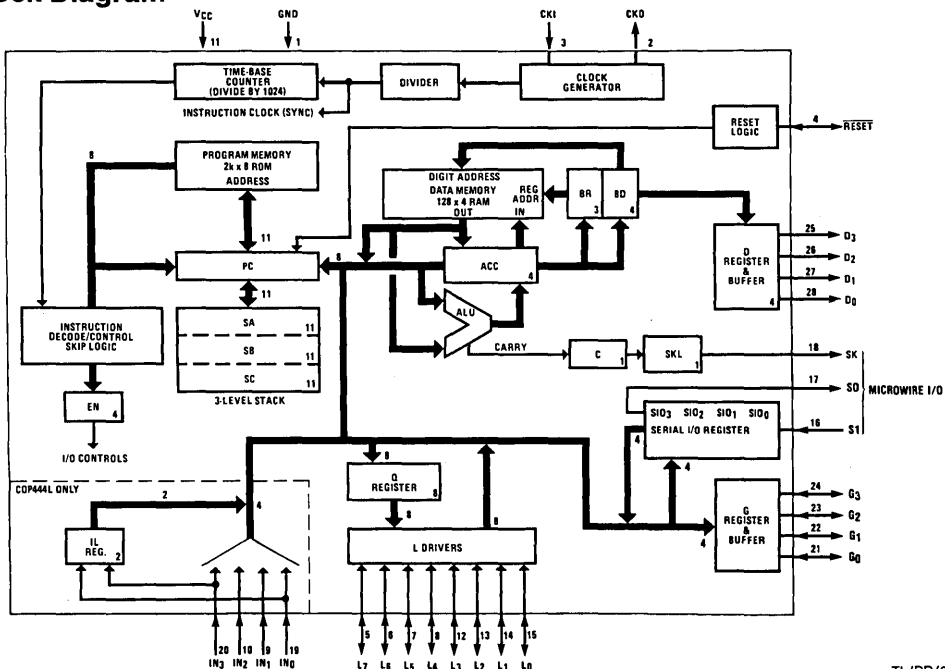 VCC GND CKI CKO
11 1 3 2
TIME-BASE
COUNTER
(DIVIDE BY 1024)
DIVIDER
CLOCK
GENERATOR
INSTRUCTION CLOCK (SYNC)
RESET
LOGIC
4 RESET
8
PROGRAM MEMORY
2k x 8 ROM
ADDRESS
DIGIT ADDRESS
DATA MEMORY
128 x 4 RAM
OUT
REG
ADDR
IN
BR
3
BD
4
11
PC
8
ACC
4
D
REGISTER
&
BUFFER
4
25 D3
26 D2
27 D1
28 D0
11
INSTRUCTION
DECODE/CONTROL
SKIP LOGIC
SA 11
SB 11
SC 11
3-LEVEL STACK
ALU
CARRY
C 1
SKL 1
18 SK
17 SO
16 S1
MICROWIRE I/O
EN
4
I/O CONTROLS
SIO3 SIO2 SIO1 SIO0
SERIAL I/O REGISTER
4
4
COP444L ONLY
2
4
IL
REG.
2
8
Q
REGISTER
8
8
8
L DRIVERS
4
G
REGISTER
&
BUFFER
24 G3
23 G2
22 G1
21 G0
20 10 9 19
IN3 IN2 IN1 IN0
5 6 7 8 12 13 14 15
L7 L6 L5 L4 L3 L2 L1 L0